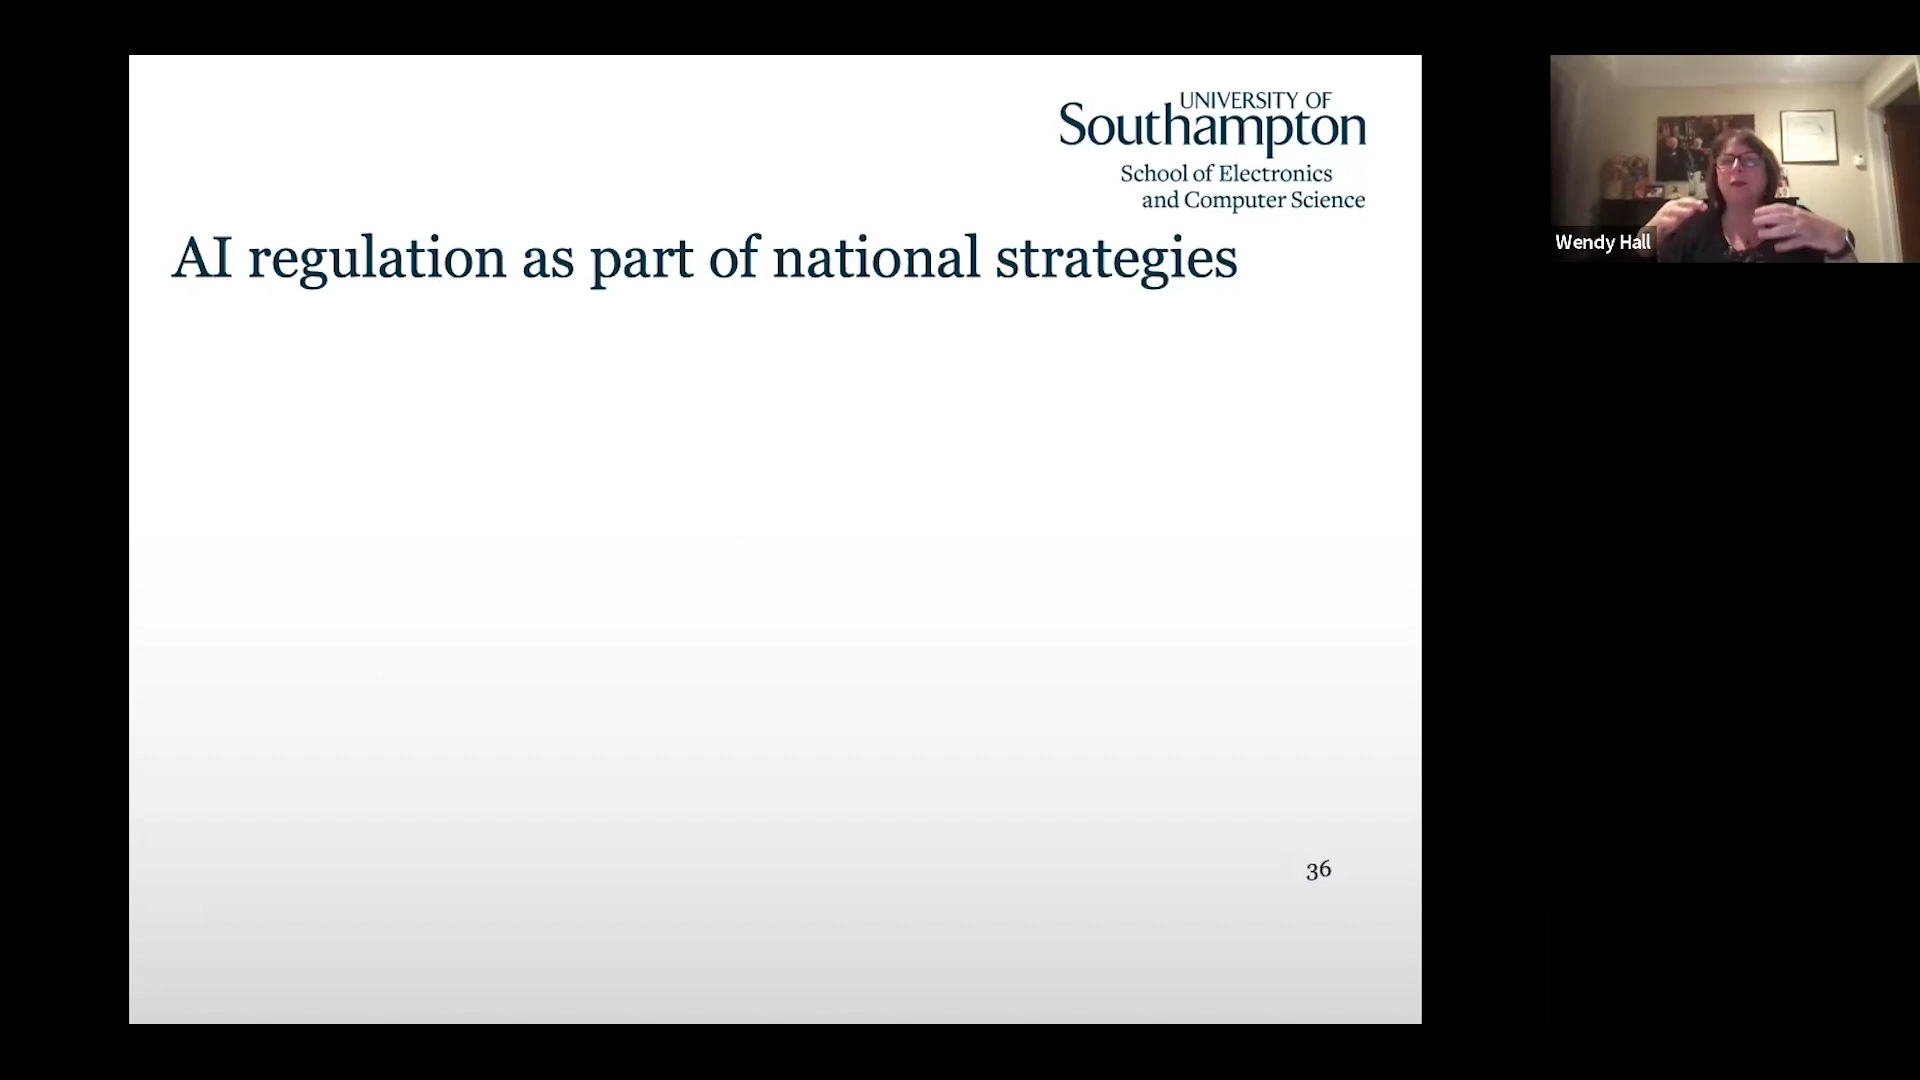 UNIVERSITY OF
Southampton
School of Electronics
and Computer Science
AI regulation as part of national strategies
Wendy Hall
36